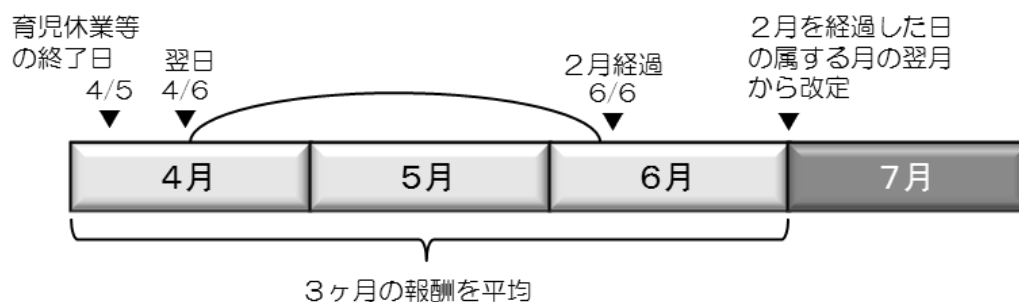 育児休業等
の終了日
4/5
翌日
4/6
2月経過
6/6
2月を経過した日
の属する月の翌月
から改定
4月
5月
6月
7月
3ヶ月の報酬を平均